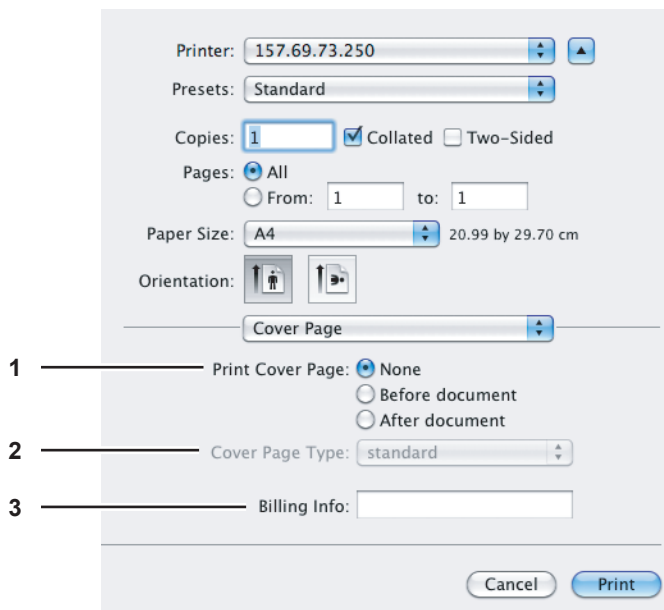 Printer: 157.69.73.250
Presets: Standard
Copies: 1 Collated Two-Sided
Pages: All
From: 1 to: 1
Paper Size: A4 20.99 by 29.70 cm
Orientation:
Cover Page
1 Print Cover Page: None
Before document
After document
2 Cover Page Type: standard
3 Billing Info:
Cancel Print